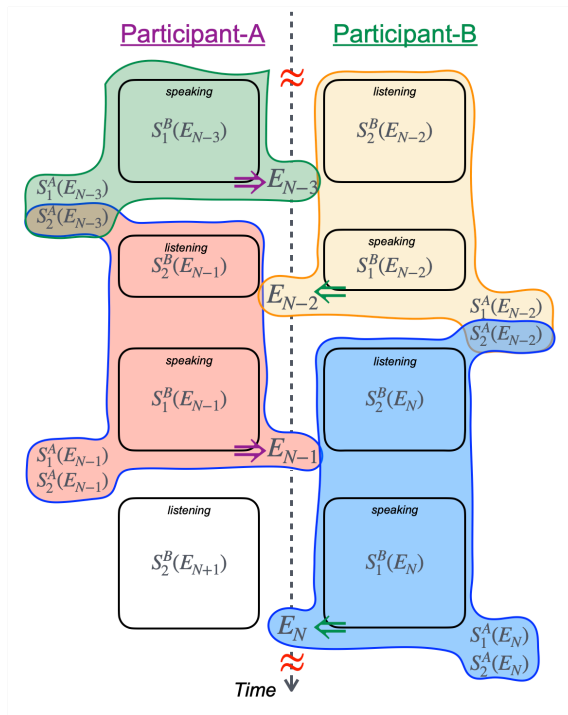 Participant-A Participant-B
≈
speaking listening
$S_1^B(E_{N-3})$ $S_2^B(E_{N-2})$
⇒ $E_{N-3}$
$S_1^A(E_{N-3})$
$S_2^A(E_{N-3})$
listening speaking
$S_2^B(E_{N-1})$ $S_1^B(E_{N-2})$
$E_{N-2}$ ⇐
$S_1^A(E_{N-2})$
$S_2^A(E_{N-2})$
speaking listening
$S_1^B(E_{N-1})$ $S_2^B(E_N)$
⇒ $E_{N-1}$
$S_1^A(E_{N-1})$
$S_2^A(E_{N-1})$
listening speaking
$S_2^B(E_{N+1})$ $S_1^B(E_N)$
$E_N$ ⇐
$S_1^A(E_N)$
$S_2^A(E_N)$
≈
Time